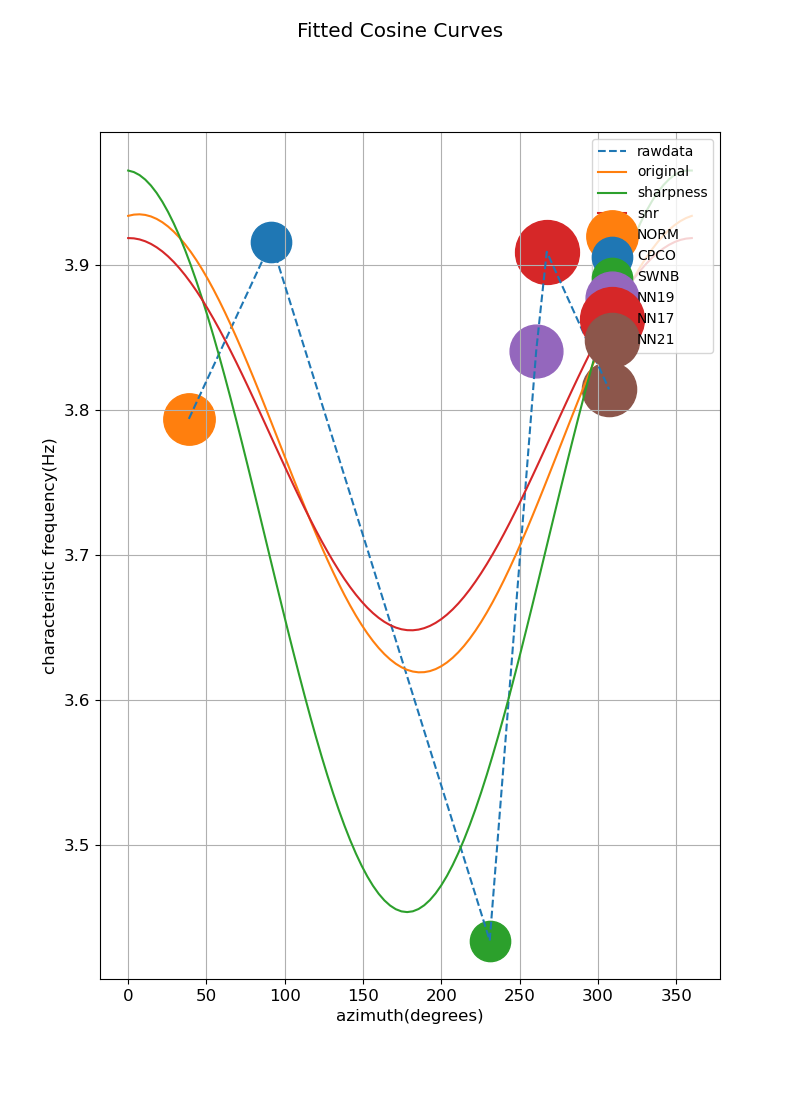 Fitted Cosine Curves
rawdata
original
sharpness
snr
NORM
CPCO
SWNB
NN19
NN17
NN21
3.9
3.8
3.7
3.6
3.5
characteristic frequency(Hz)
0 50 100 150 200 250 300 350
azimuth(degrees)